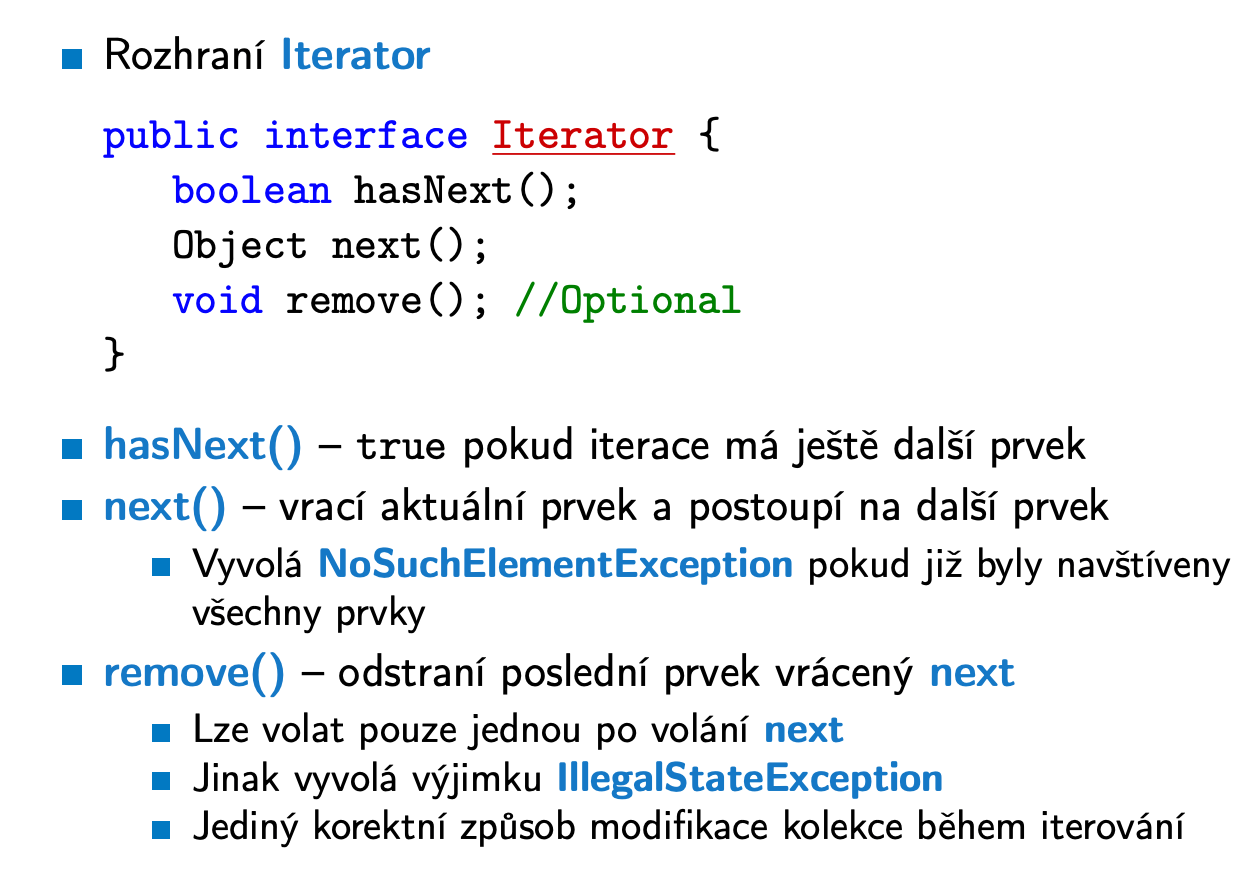 Rozhraní Iterator
public interface Iterator {
boolean hasNext();
Object next();
void remove(); //Optional
}
hasNext() – true pokud iterace má ještě další prvek
next() – vrací aktuální prvek a postoupí na další prvek
Vyvolá NoSuchElementException pokud již byly navštíveny
všechny prvky
remove() – odstraní poslední prvek vrácený next
Lze volat pouze jednou po volání next
Jinak vyvolá výjimku IllegalStateException
Jediný korektní způsob modifikace kolekce během iterování